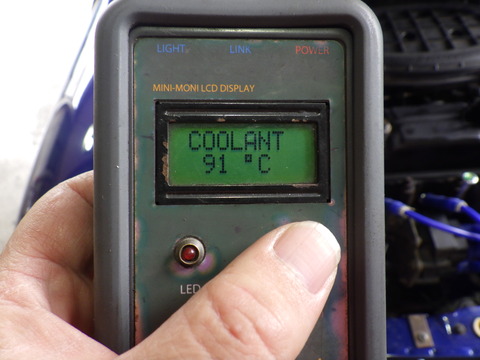 LIGHT LINK POWER
MINI-MONI LCD DISPLAY
COOLANT
91 °C
LED